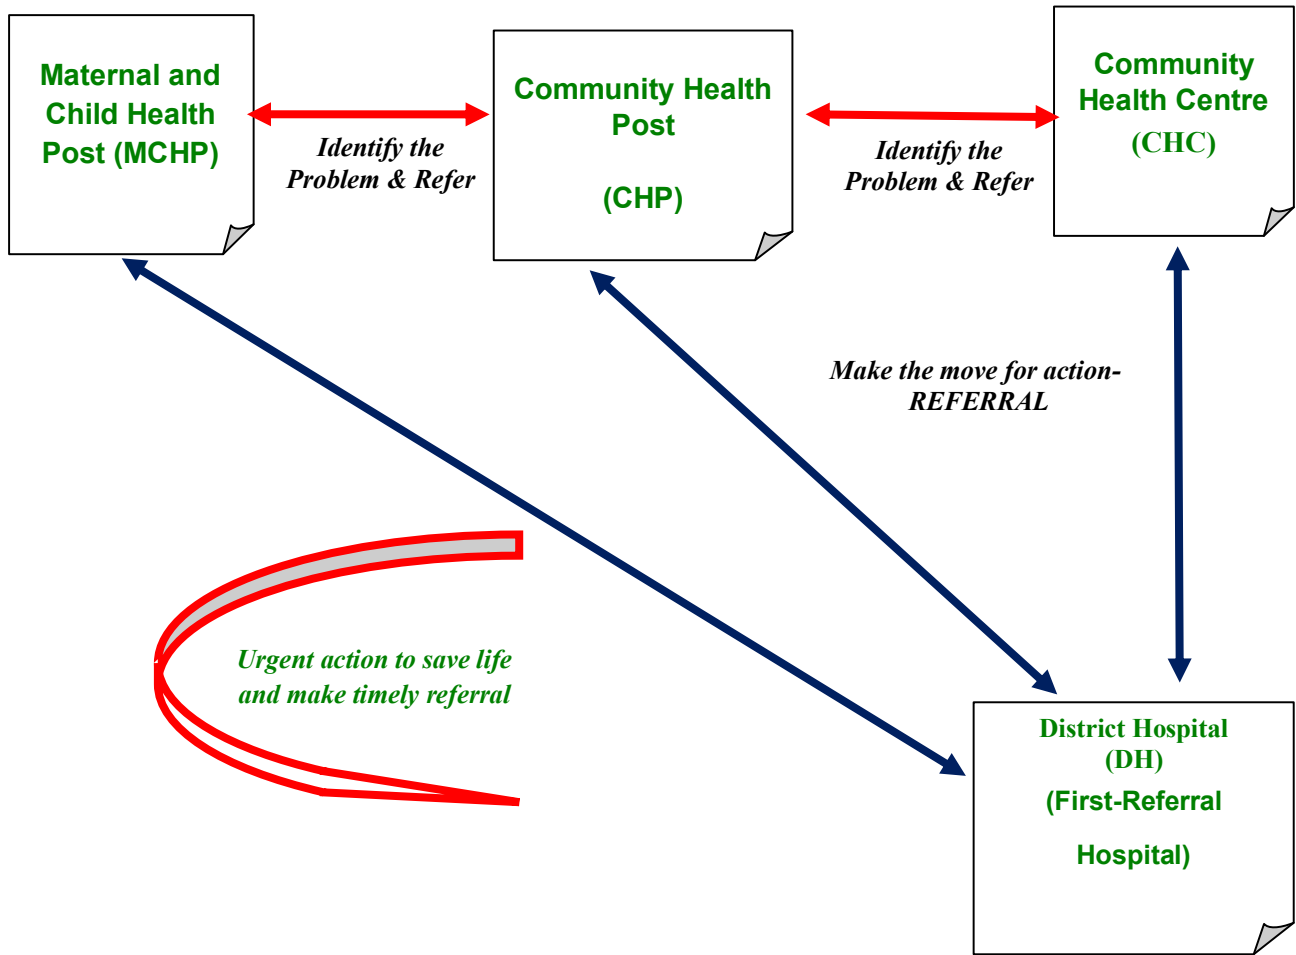 Maternal and
Child Health
Post (MCHP)
Identify the
Problem & Refer
Community Health
Post
(CHP)
Identify the
Problem & Refer
Community
Health Centre
(CHC)
Make the move for action-
REFERRAL
Urgent action to save life
and make timely referral
District Hospital
(DH)
(First-Referral
Hospital)